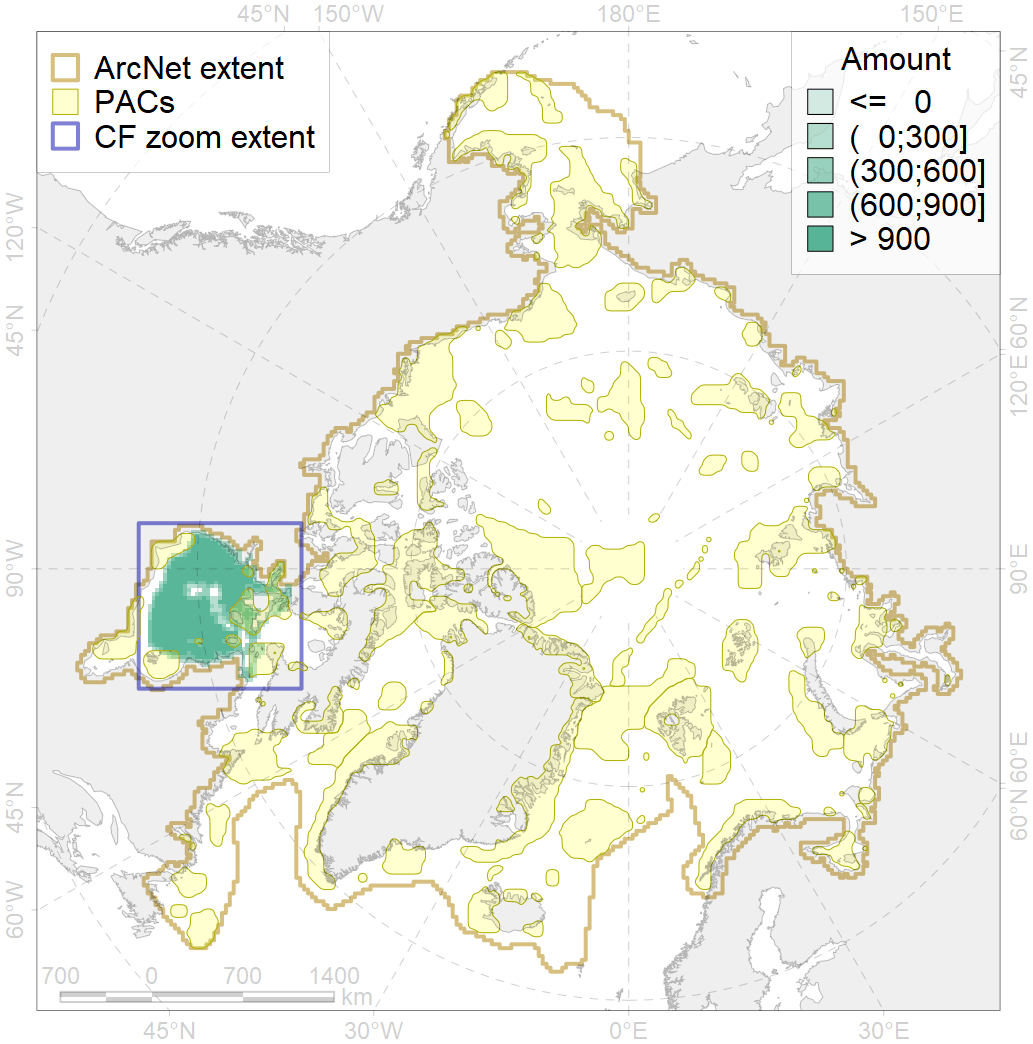 45°N 150°W 180°E 150°E
ArcNet extent
PACs
CF zoom extent
Amount
<=   0
(  0;300]
(300;600]
(600;900]
> 900
45°N
120°W
45°N
90°W
45°N
60°W
60°N
120°E
90°E
60°E
60°N
700 0 700 1400
km
45°N 30°W 0°E 30°E